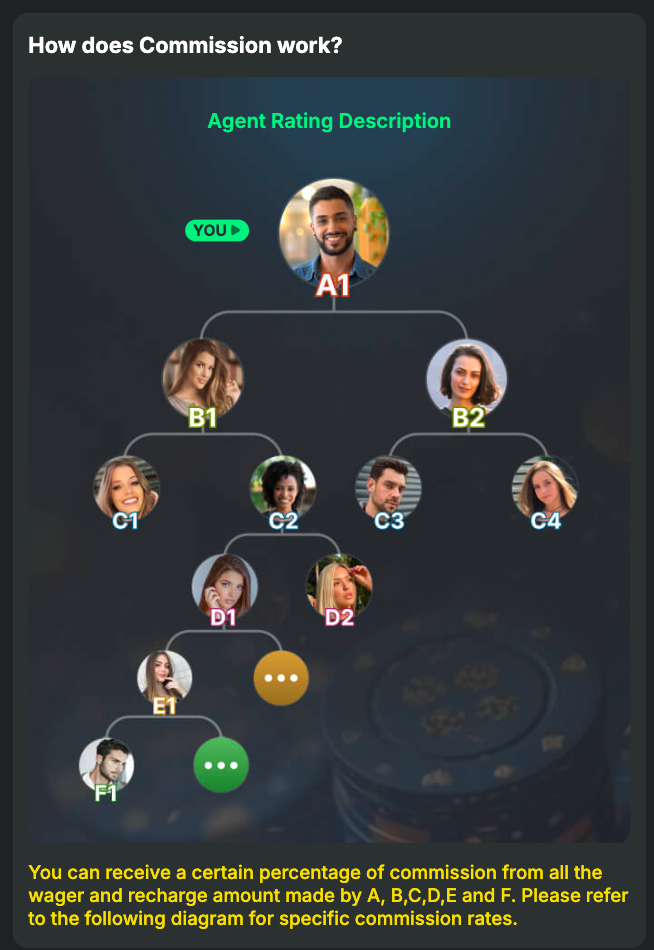 How does Commission work?
Agent Rating Description
YOU
A1
B1
B2
C1
C2
C3
C4
D1
D2
E1
F1
You can receive a certain percentage of commission from all the
wager and recharge amount made by A, B,C,D,E and F. Please refer
to the following diagram for specific commission rates.